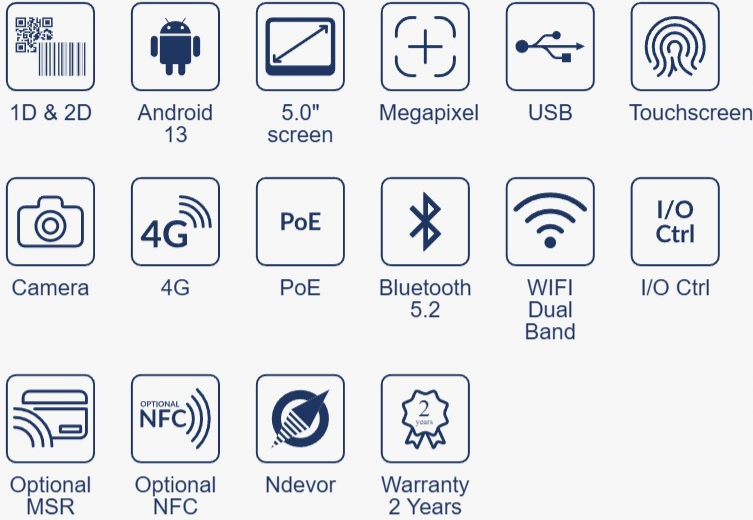 1D & 2D
Android
13
5.0"
screen
Megapixel
USB
Touchscreen
4G
PoE
I/O
Ctrl
Camera
4G
PoE
Bluetooth
5.2
WIFI
Dual
Band
I/O Ctrl
OPTIONAL
NFC
2
years
Optional
MSR
Optional
NFC
Ndevor
Warranty
2 Years